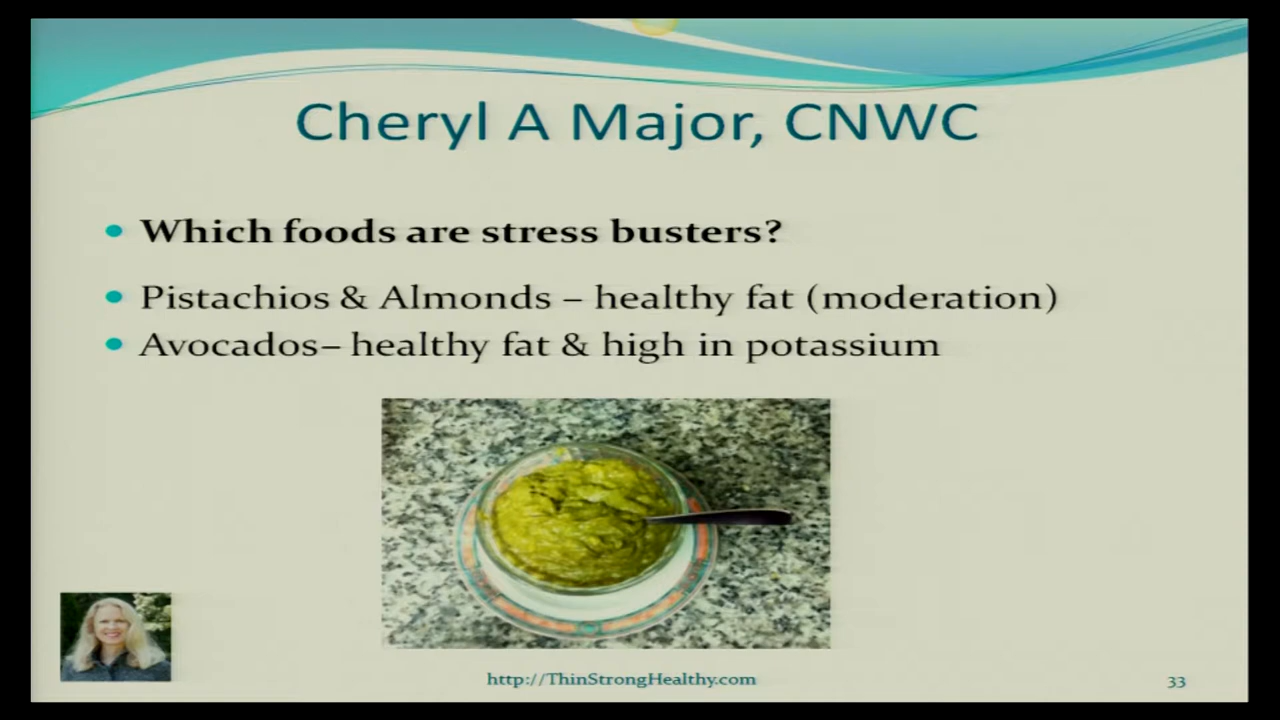 Cheryl A Major, CNWC
Which foods are stress busters?
Pistachios & Almonds – healthy fat (moderation)
Avocados– healthy fat & high in potassium
http://ThinStrongHealthy.com
33